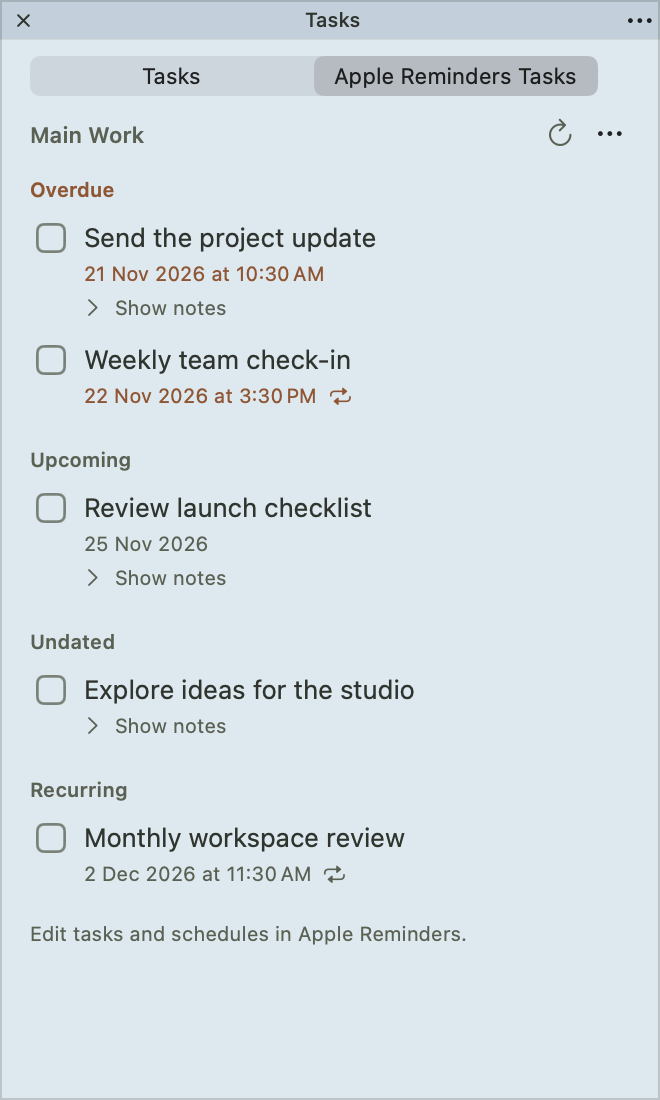 Tasks
Tasks
Apple Reminders Tasks
Main Work
Overdue
Send the project update
21 Nov 2026 at 10:30 AM
Show notes
Weekly team check-in
22 Nov 2026 at 3:30 PM
Upcoming
Review launch checklist
25 Nov 2026
Show notes
Undated
Explore ideas for the studio
Show notes
Recurring
Monthly workspace review
2 Dec 2026 at 11:30 AM
Edit tasks and schedules in Apple Reminders.